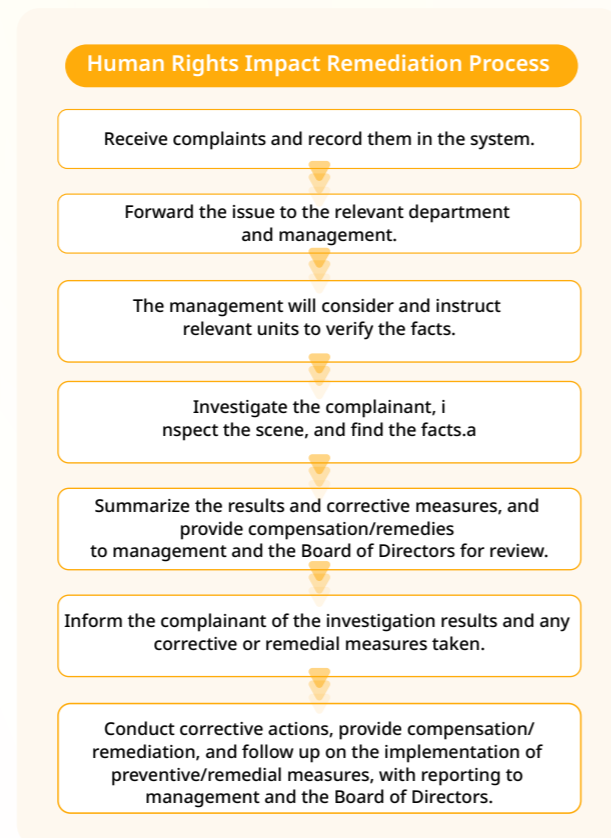 Human Rights Impact Remediation Process
Receive complaints and record them in the system.
Forward the issue to the relevant department
and management.
The management will consider and instruct
relevant units to verify the facts.
Investigate the complainant, i
nspect the scene, and find the facts.a
Summarize the results and corrective measures, and
provide compensation/remedies
to management and the Board of Directors for review.
Inform the complainant of the investigation results and any
corrective or remedial measures taken.
Conduct corrective actions, provide compensation/
remediation, and follow up on the implementation of
preventive/remedial measures, with reporting to
management and the Board of Directors.